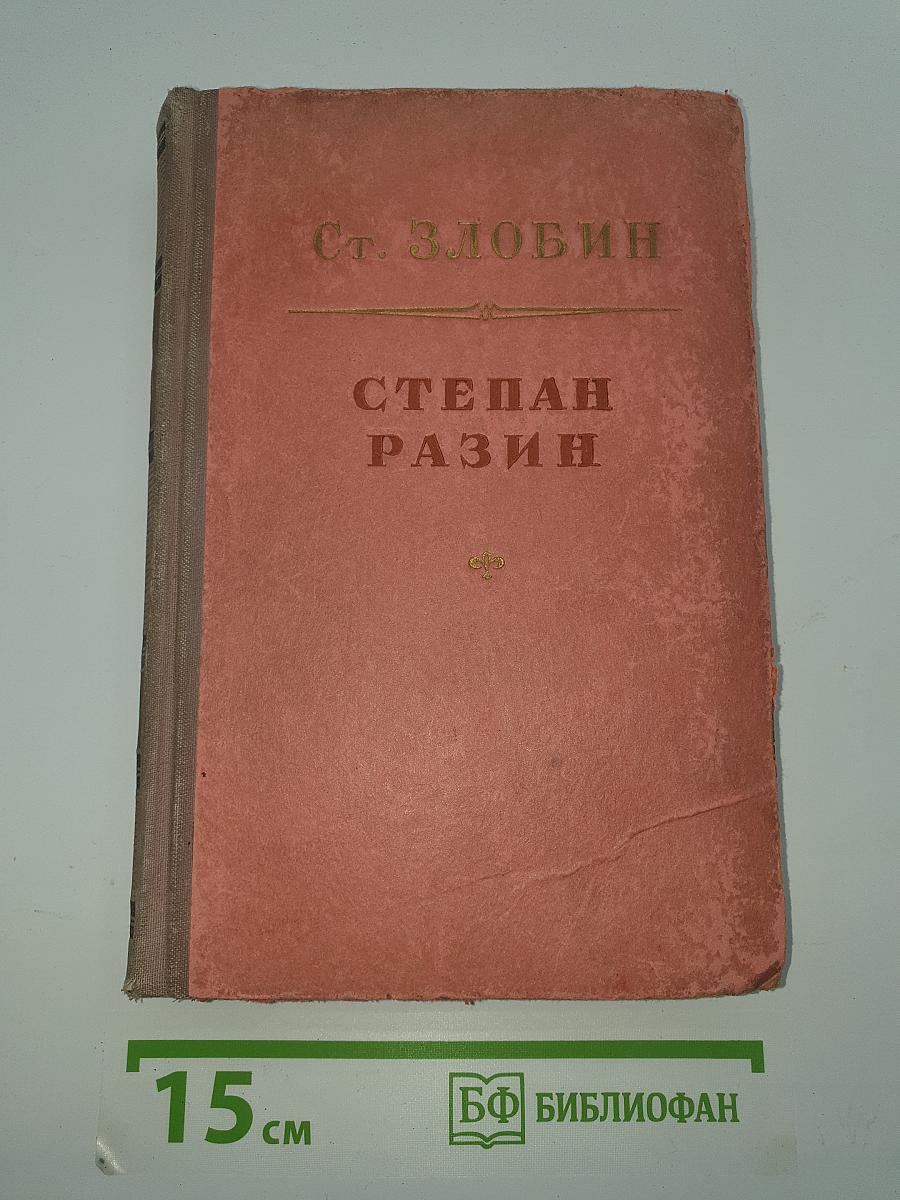 Ст. ЗЛОБИН
СТЕПАН
РАЗИН
15 см
БФ БИБЛИОФАН